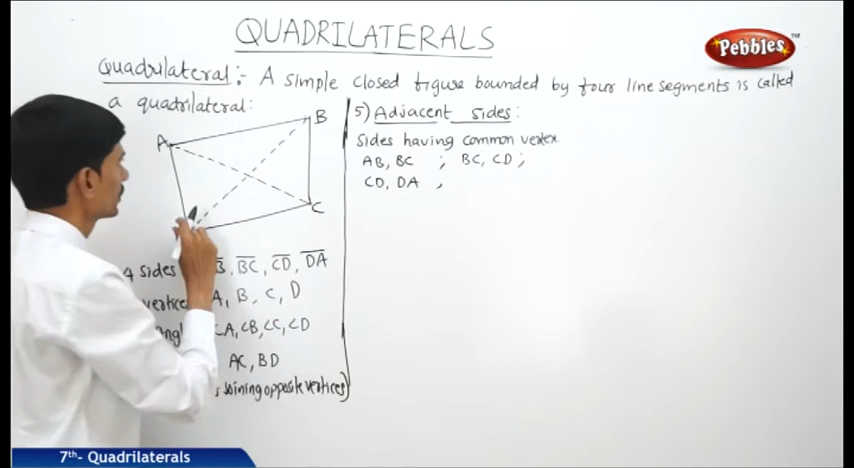 QUADRILATERALS
Pebbles™
Quadrilateral :- A simple closed figure bounded by four line segments is called
a quadrilateral:
A
B
C
4 sides B, BC, CD, DA
vertices A, B, C, D
∠A, ∠B, ∠C, ∠D
AC, BD
Joining opposite vertices)
5) Adjacent sides:
Sides having common vertex.
AB, BC ; BC, CD ;
CD, DA ,
7th- Quadrilaterals